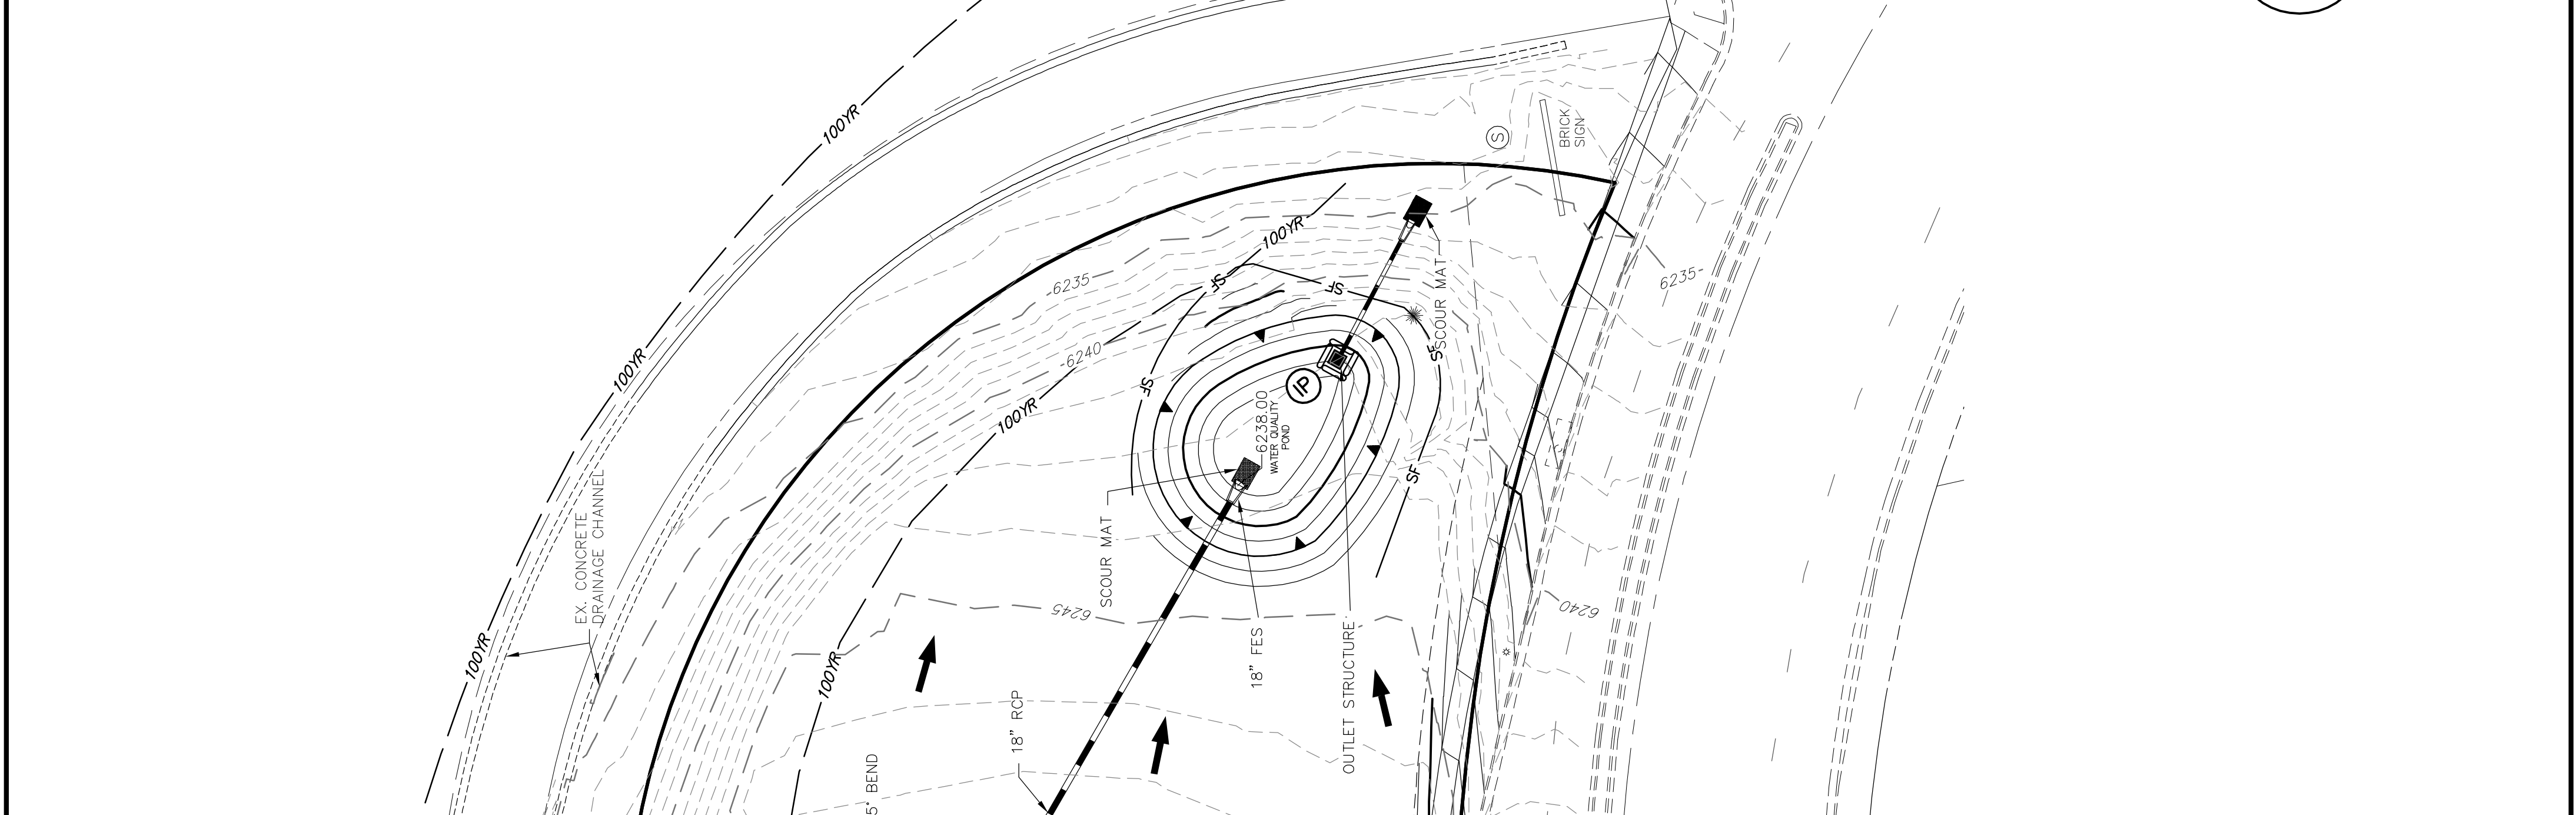 100YR
S
BRICK
SIGN
100YR
SF
SF
6235
6235
SCOUR MAT
6240
100YR
SF
SF
IP
6238.00
WATER QUALITY
POND
100YR
SF
EX. CONCRETE
DRAINAGE CHANNEL
SCOUR MAT
6245
6240
100YR
18" FES
OUTLET STRUCTURE
100YR
18" RCP
5° BEND